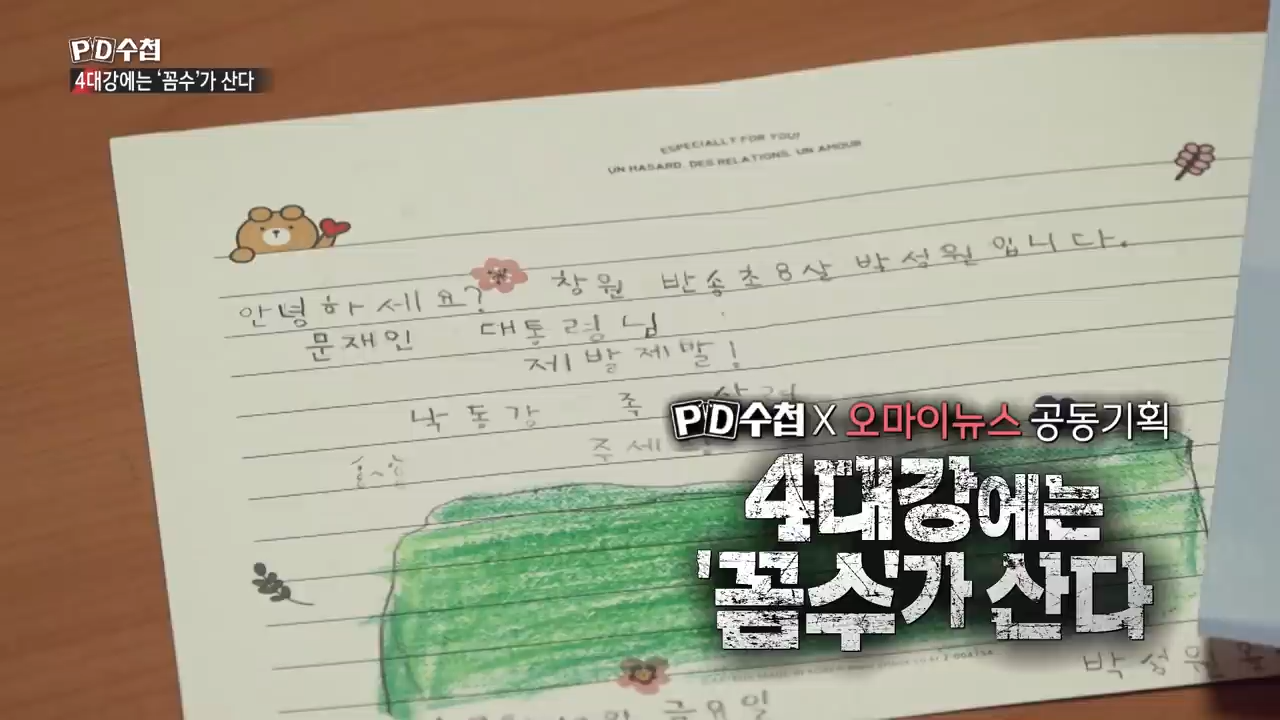 PD수첩
4대강에는 '꼼수'가 산다
ESPECIALLY FOR YOU!
UN HASARD, DES RELATIONS, UN AMOUR
안녕하세요? 창원 반송초 8살 박성원입니다.
문재인 대통령님
제발 제발!
낙동강 족
주세
PD수첩 X 오마이뉴스 공동기획
4대강에는
'꼼수'가 산다
박성원
금요일